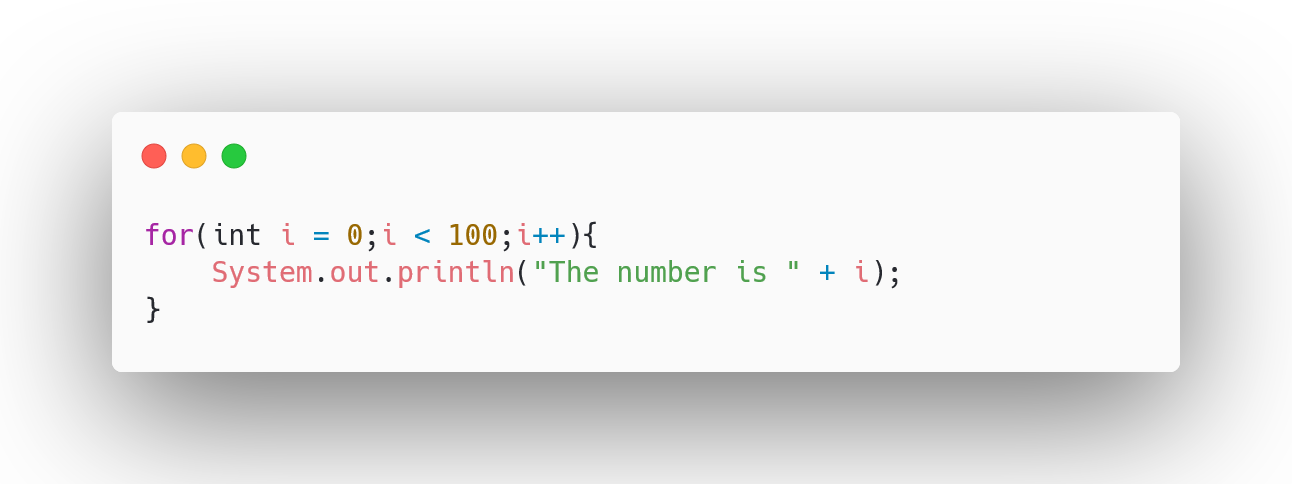 for(int i = 0;i < 100;i++){
    System.out.println("The number is " + i);
}